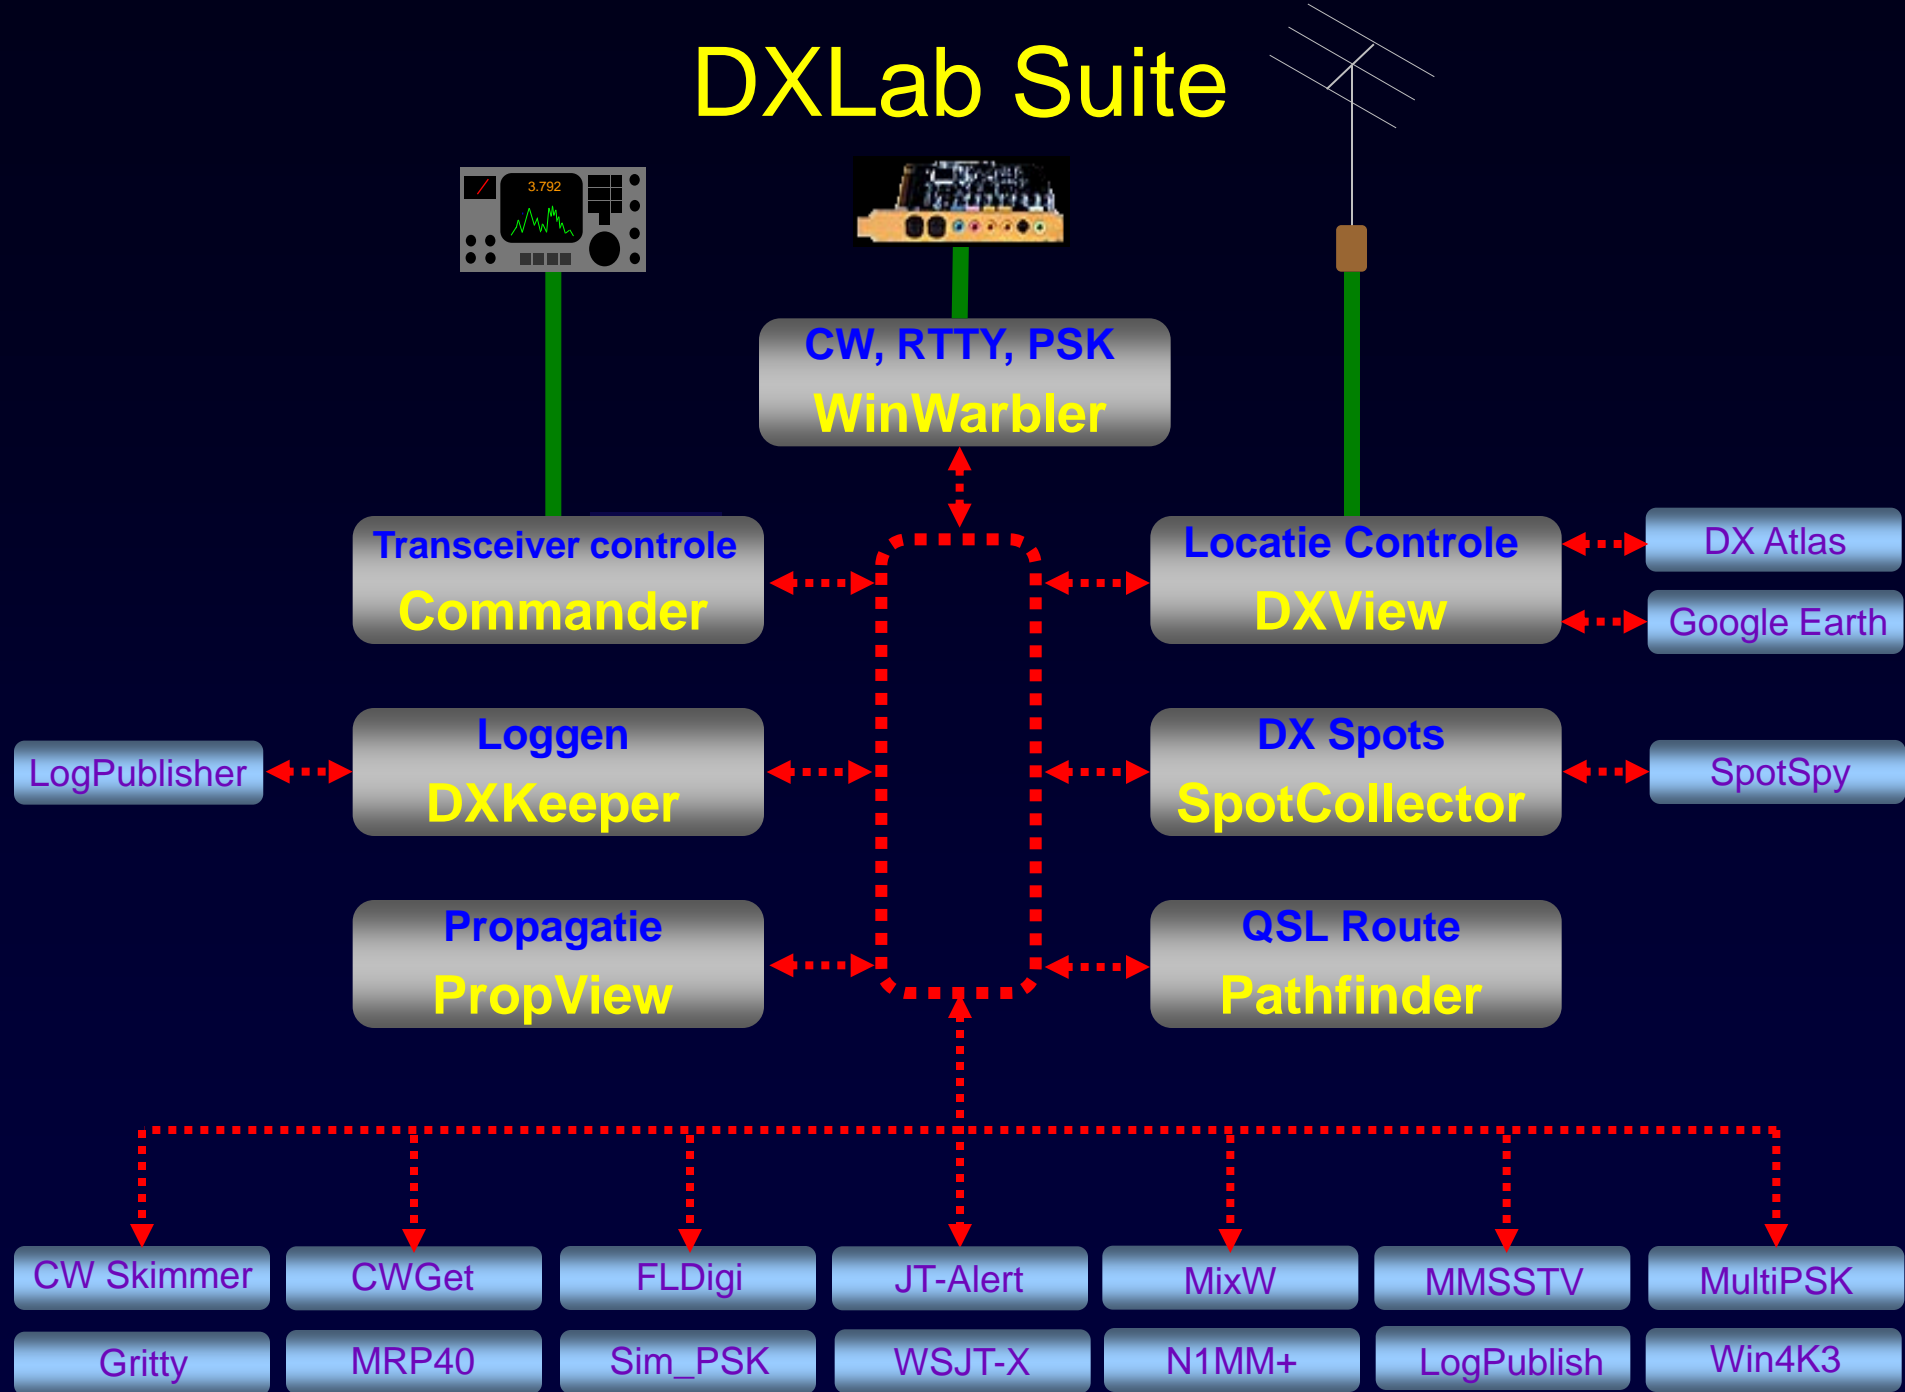 DXLab Suite
3.792
CW, RTTY, PSK
WinWarbler
Transceiver controle
Commander
Locatie Controle
DXView
DX Atlas
Google Earth
LogPublisher
Loggen
DXKeeper
DX Spots
SpotCollector
SpotSpy
Propagatie
PropView
QSL Route
Pathfinder
CW Skimmer
CWGet
FLDigi
JT-Alert
MixW
MMSSTV
MultiPSK
Gritty
MRP40
Sim_PSK
WSJT-X
N1MM+
LogPublish
Win4K3